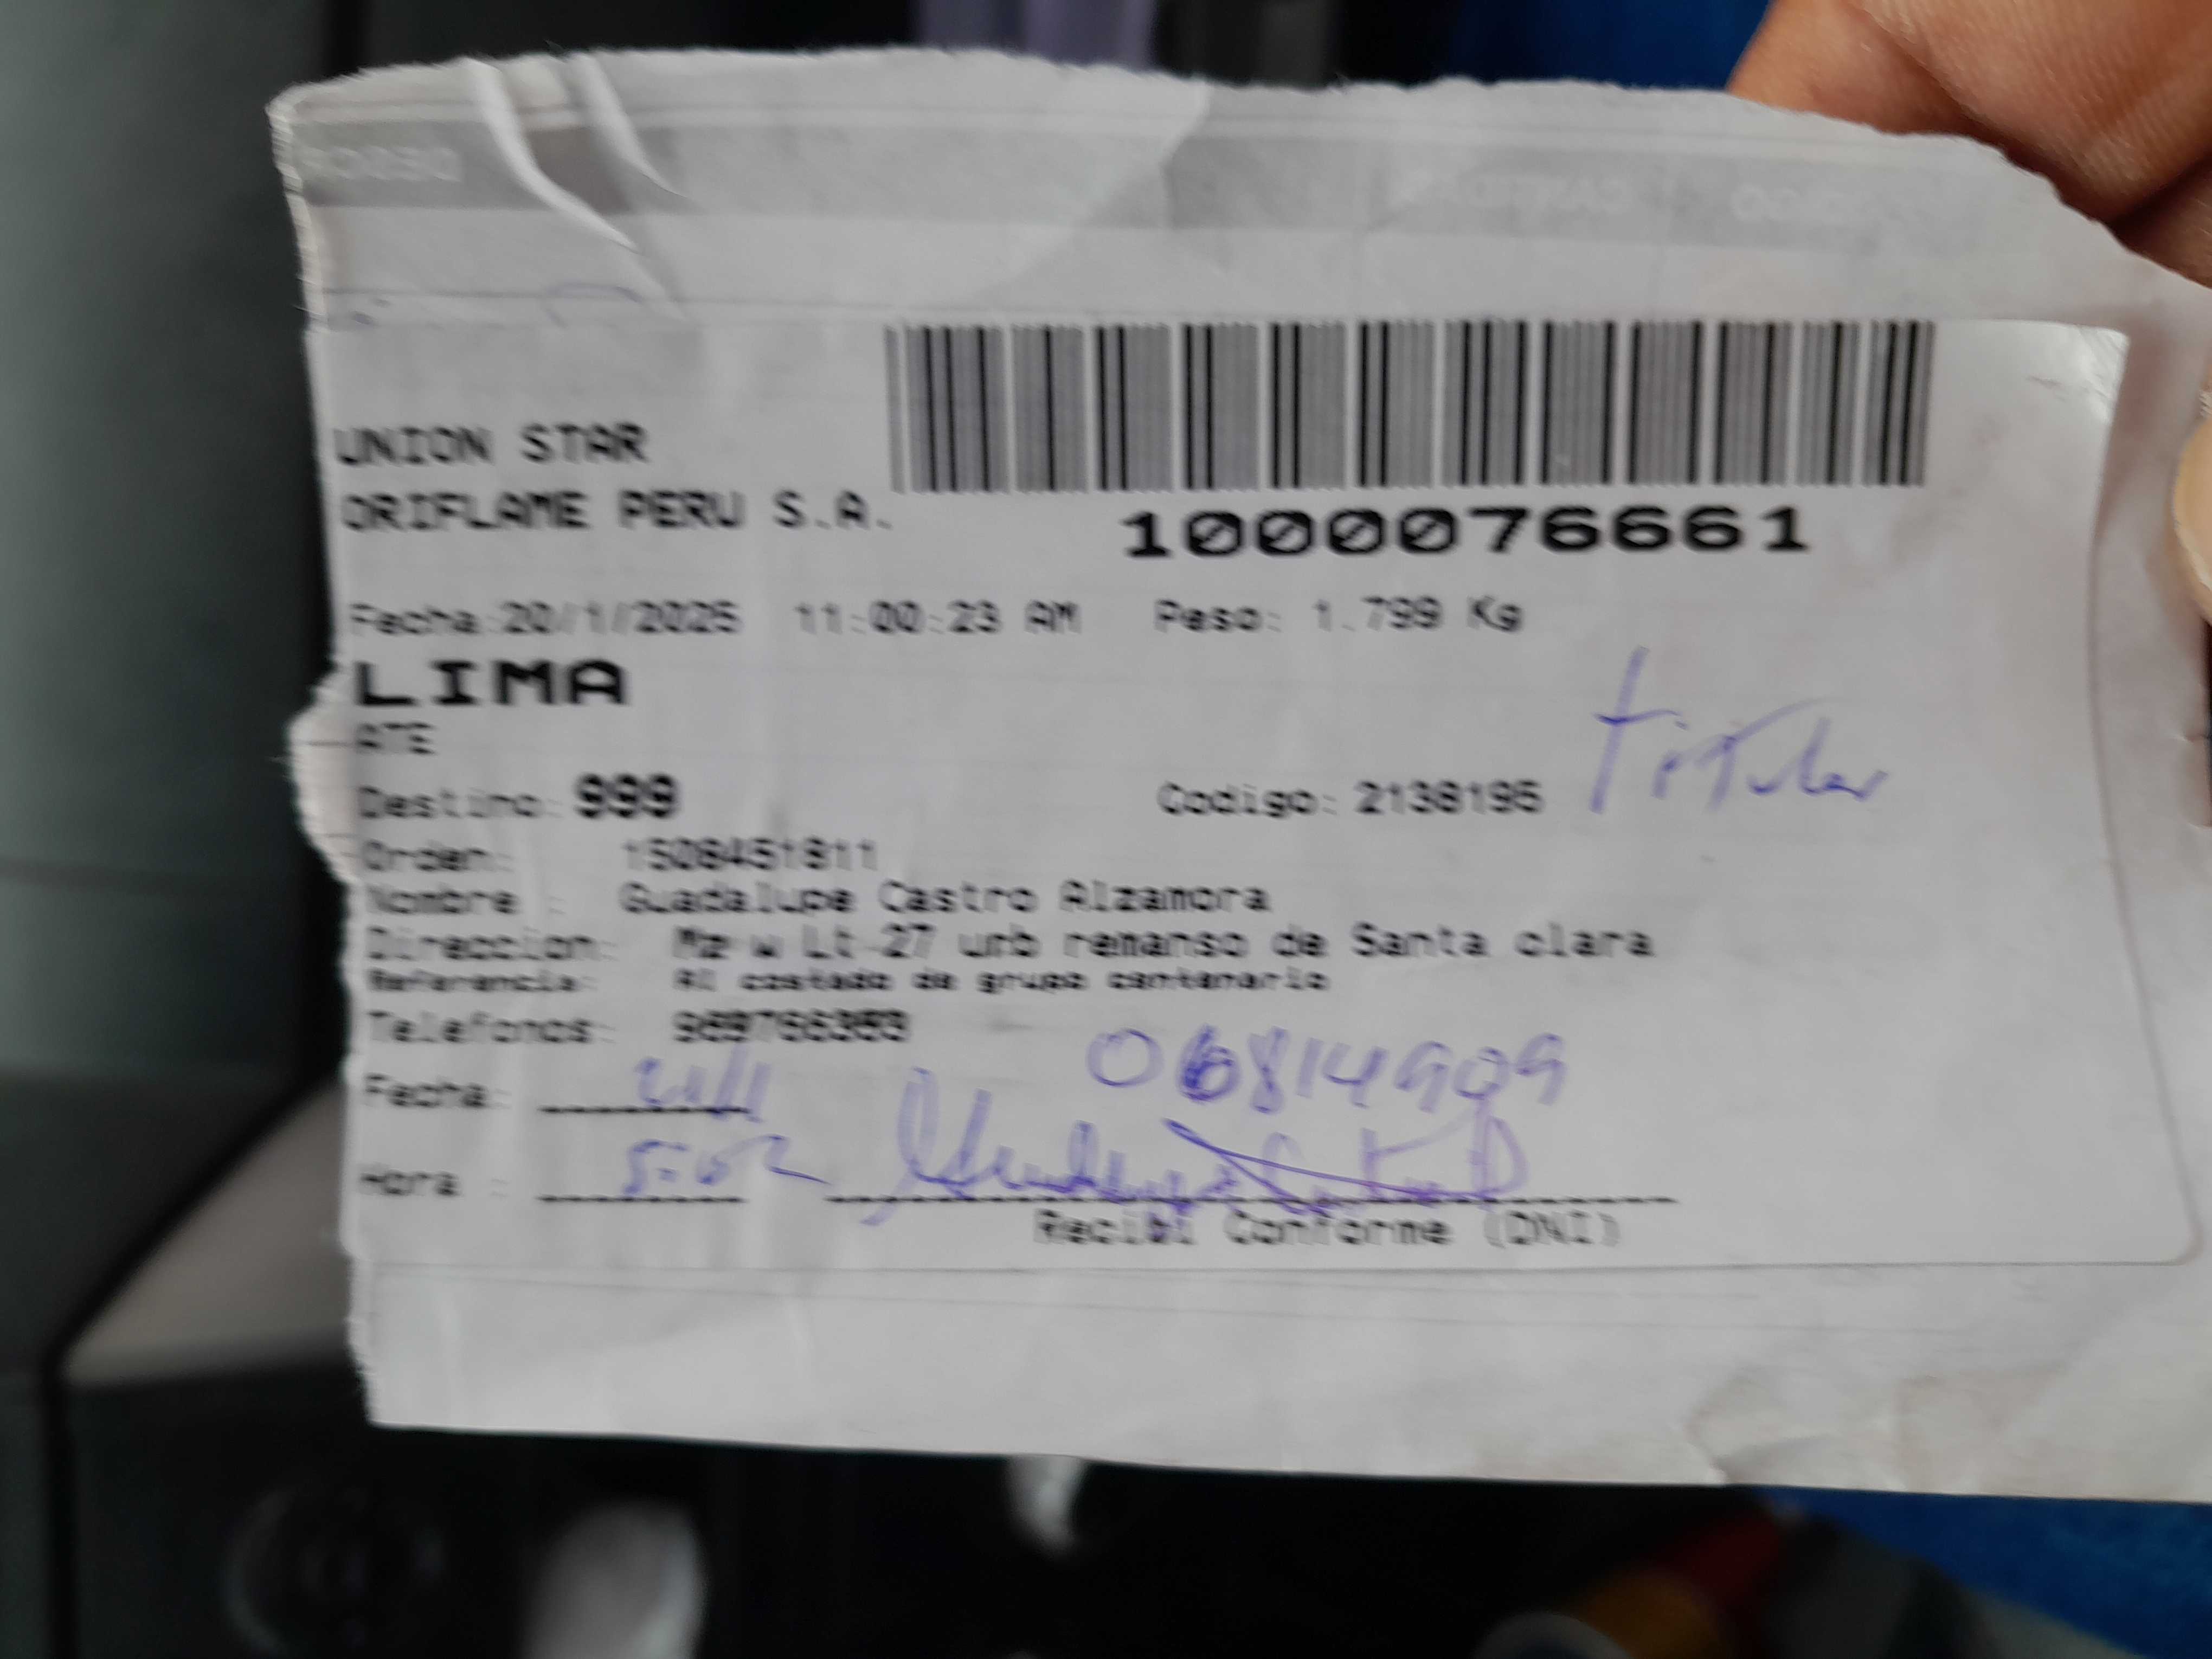 UNION STAR
ORIFLAME PERU S.A.
1000076661
Fecha:20/1/2025 11:00:23 AM Peso: 1.799 Kg
LIMA
ATE
titular
Destino: 999 Codigo: 2138195
Orden: 1508451811
Nombre : Guadalupe Castro Alzamora
Direccion: Mz w Lt 27 urb remanso de Santa clara
Referencia: Al costado de grupo centenario
Telefonos:
06814909
Fecha:
Hora :
Recibi Conforme (DNI)